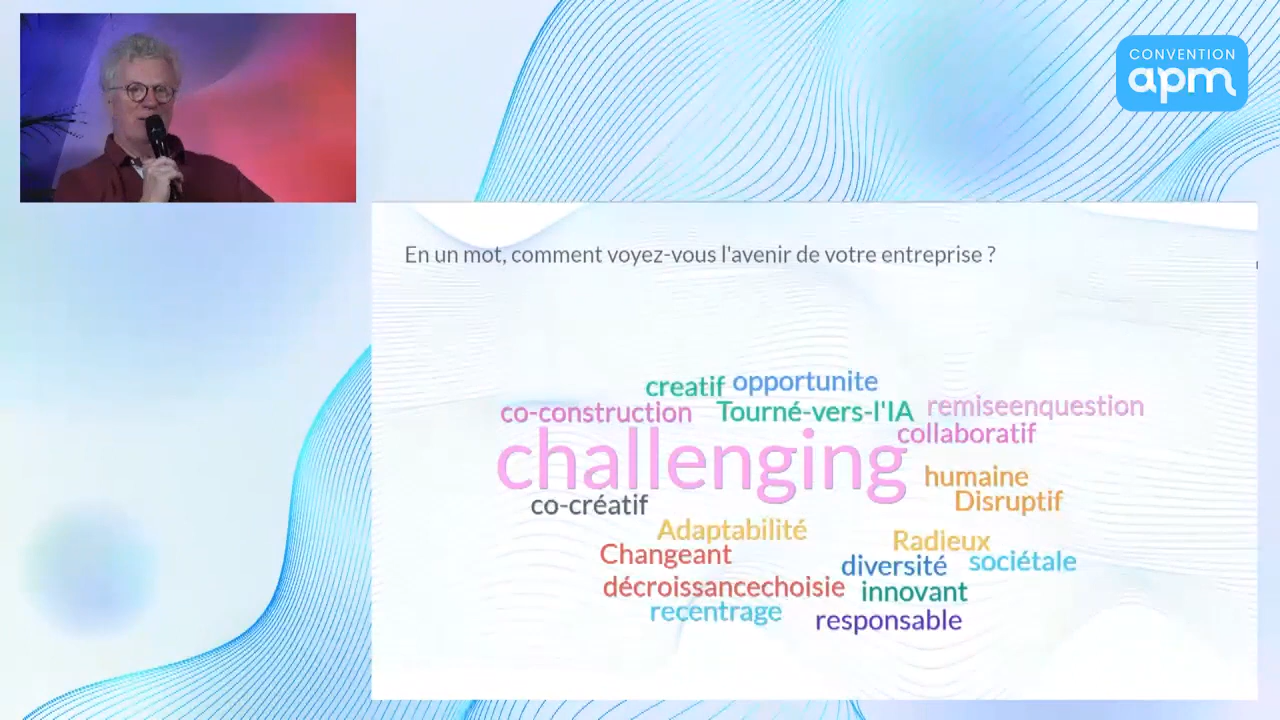 CONVENTION
apm
En un mot, comment voyez-vous l'avenir de votre entreprise ?
creatif opportunite
co-construction Tourné-vers-l'IA remiseenquestion
collaboratif
challenging
humaine
co-créatif Disruptif
Adaptabilité Radieux
Changeant diversité sociétale
décroissancechoisie innovant
recentrage responsable